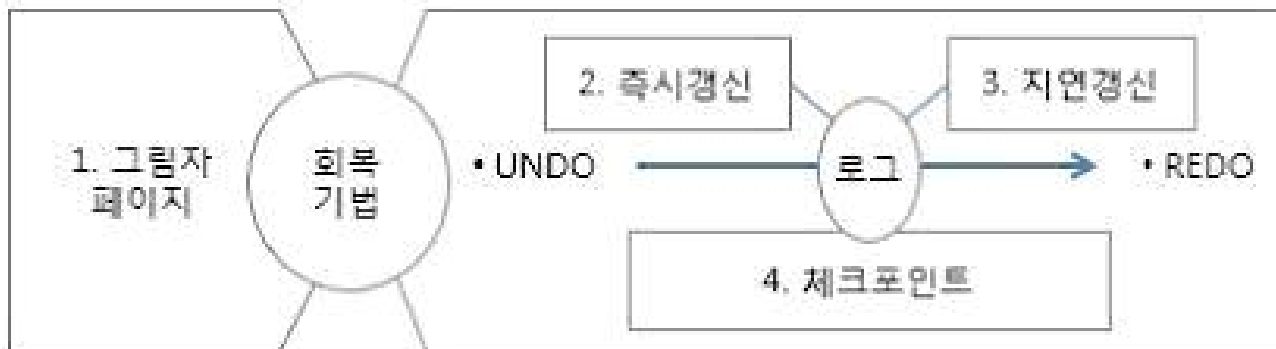 1. 그림자
페이지
회복
기법
• UNDO
2. 즉시갱신
로그
3. 지연갱신
• REDO
4. 체크포인트